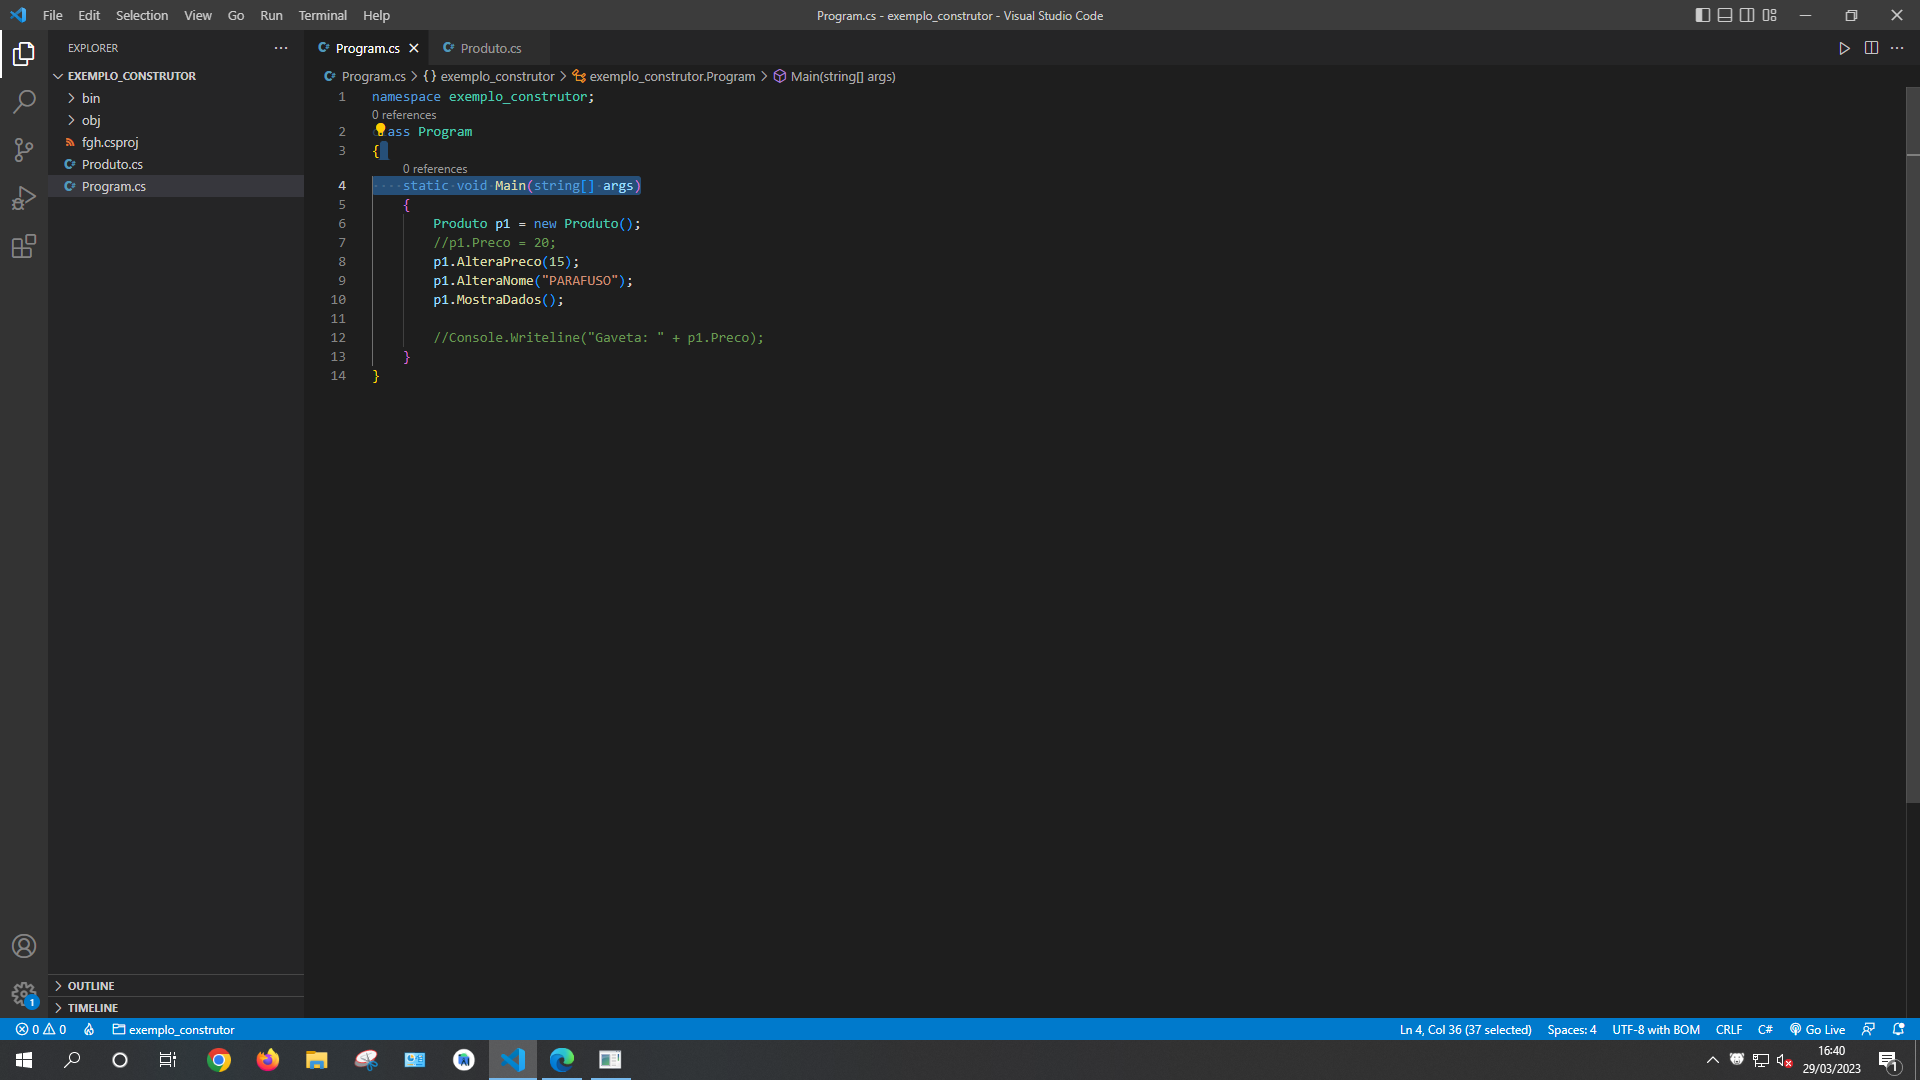 File Edit Selection View Go Run Terminal Help
Program.cs - exemplo_construtor - Visual Studio Code
EXPLORER
EXEMPLO_CONSTRUTOR
bin
obj
fgh.csproj
Produto.cs
Program.cs
OUTLINE
TIMELINE
Program.cs Produto.cs
Program.cs > {} exemplo_construtor > exemplo_construtor.Program > Main(string[] args)
1 namespace exemplo_construtor;
0 references
2 ass Program
3 {
0 references
4 ····static·void·Main(string[]·args)
5 {
6 Produto p1 = new Produto();
7 //p1.Preco = 20;
8 p1.AlteraPreco(15);
9 p1.AlteraNome("PARAFUSO");
10 p1.MostraDados();
11
12 //Console.Writeline("Gaveta: " + p1.Preco);
13 }
14 }
1
0 0 exemplo_construtor
Ln 4, Col 36 (37 selected) Spaces: 4 UTF-8 with BOM CRLF C# Go Live
16:40
29/03/2023
1